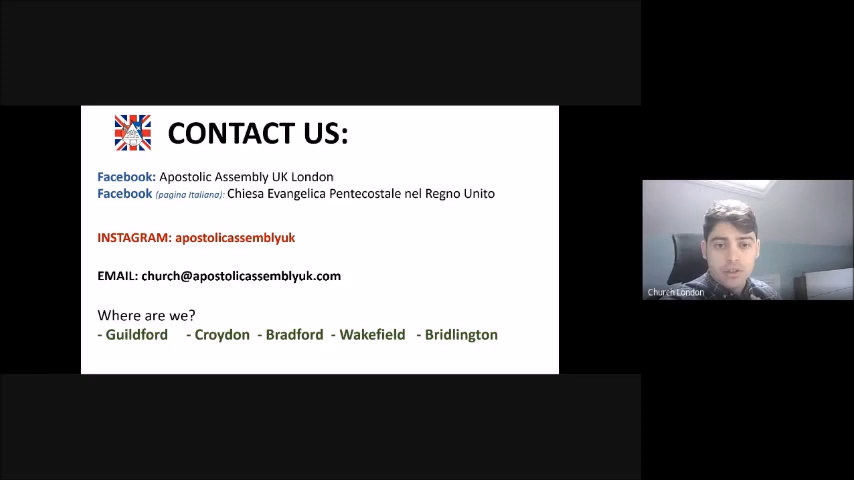 CONTACT US:
Facebook: Apostolic Assembly UK London
Facebook (pagina Italiana): Chiesa Evangelica Pentecostale nel Regno Unito
INSTAGRAM: apostolicassemblyuk
EMAIL: church@apostolicassemblyuk.com
Where are we?
- Guildford - Croydon - Bradford - Wakefield - Bridlington
Church London